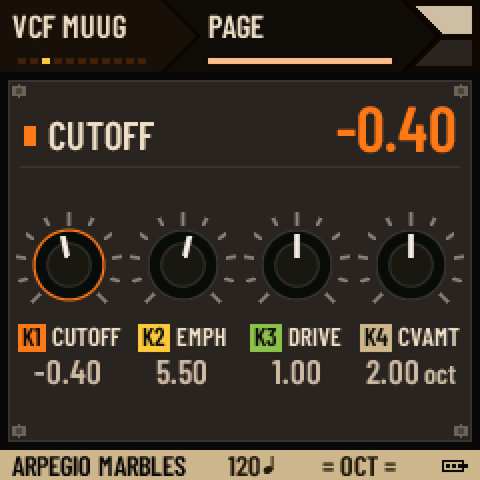 VCF MUUG PAGE
CUTOFF -0.40
K1 CUTOFF K2 EMPH K3 DRIVE K4 CVAMT
-0.40 5.50 1.00 2.00 oct
ARPEGIO MARBLES 120♩ = OCT =